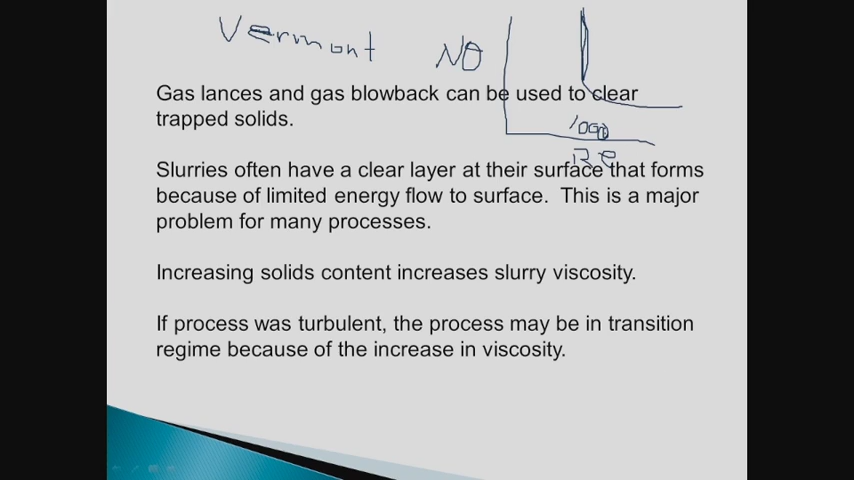 Vermont NO
Gas lances and gas blowback can be used to clear
trapped solids.
1000
Re
Slurries often have a clear layer at their surface that forms
because of limited energy flow to surface. This is a major
problem for many processes.
Increasing solids content increases slurry viscosity.
If process was turbulent, the process may be in transition
regime because of the increase in viscosity.